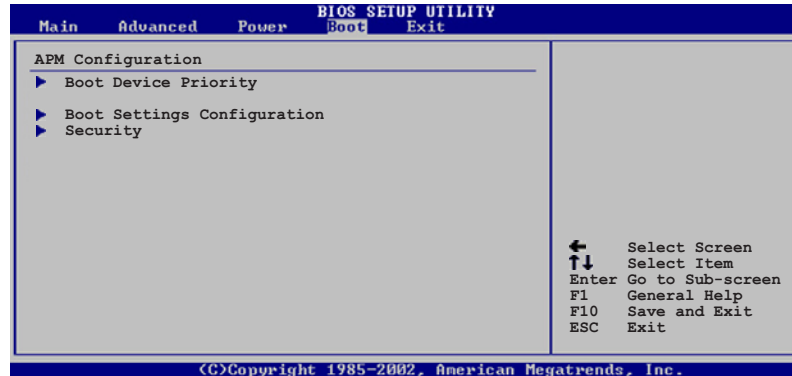 BIOS SETUP UTILITY
Main Advanced Power Boot Exit
APM Configuration
Boot Device Priority
Boot Settings Configuration
Security
← Select Screen
↑↓ Select Item
Enter Go to Sub-screen
F1 General Help
F10 Save and Exit
ESC Exit
(C)Copyright 1985-2002, American Megatrends, Inc.